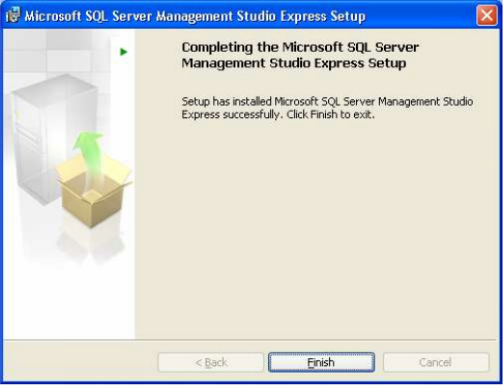 Microsoft SQL Server Management Studio Express Setup
Completing the Microsoft SQL Server
Management Studio Express Setup
Setup has installed Microsoft SQL Server Management Studio
Express successfully. Click Finish to exit.
< Back
Finish
Cancel